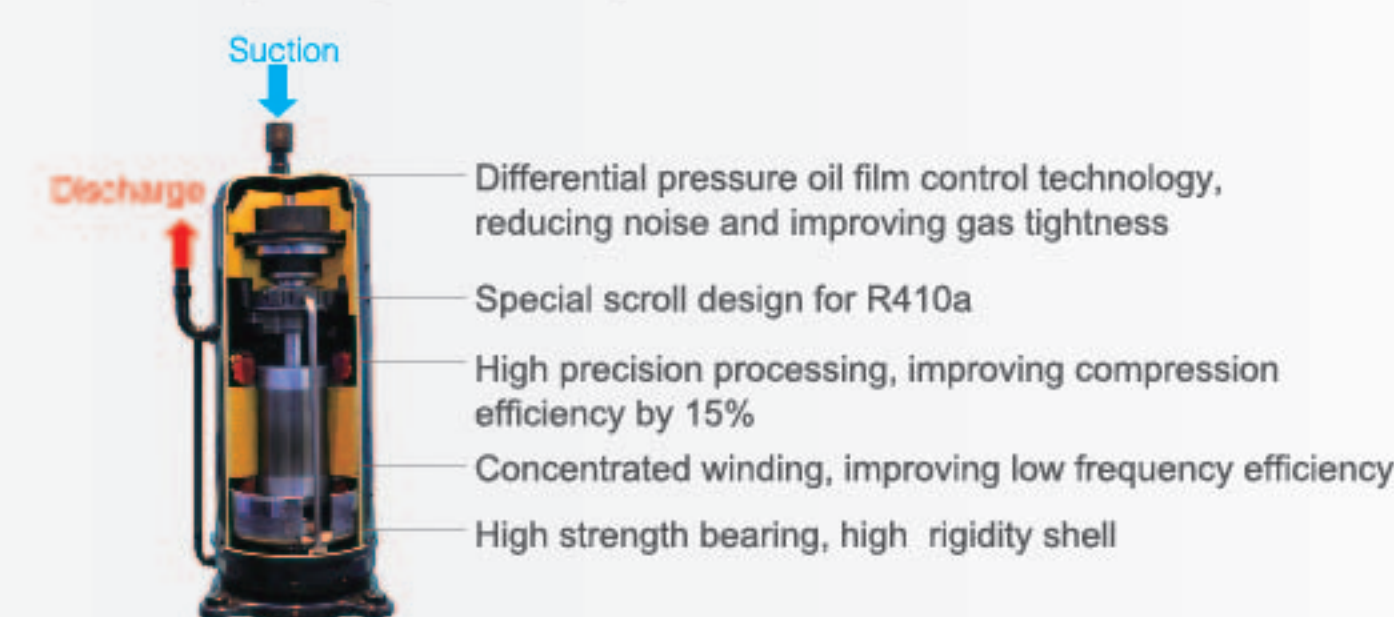 Suction
Discharge
Differential pressure oil film control technology,
reducing noise and improving gas tightness
Special scroll design for R410a
High precision processing, improving compression
efficiency by 15%
Concentrated winding, improving low frequency efficiency
High strength bearing, high rigidity shell